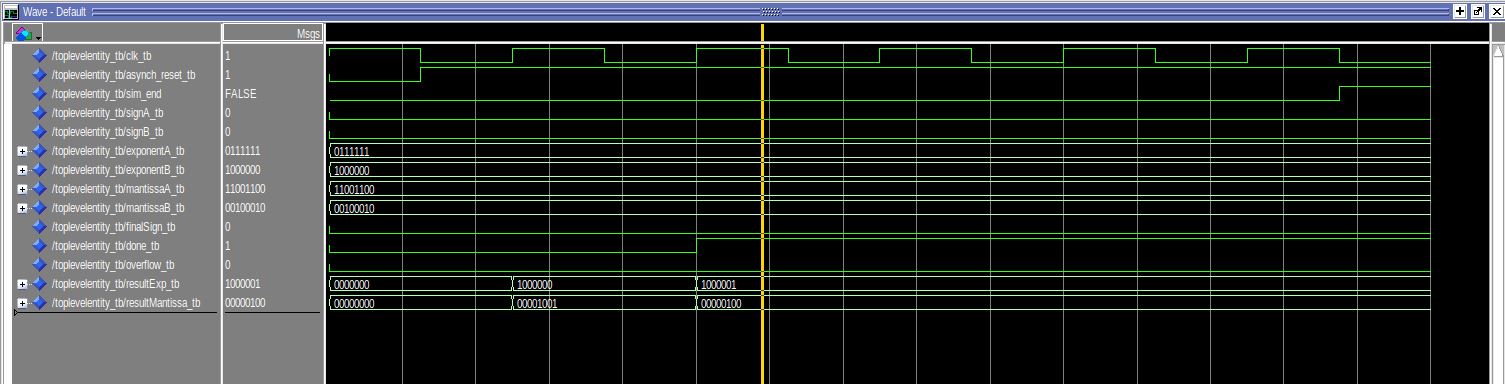 Wave - Default
Msgs
/toplevelentity_tb/clk_tb 1
/toplevelentity_tb/asynch_reset_tb 1
/toplevelentity_tb/sim_end FALSE
/toplevelentity_tb/signA_tb 0
/toplevelentity_tb/signB_tb 0
/toplevelentity_tb/exponentA_tb 0111111 0111111
/toplevelentity_tb/exponentB_tb 1000000 1000000
/toplevelentity_tb/mantissaA_tb 11001100 11001100
/toplevelentity_tb/mantissaB_tb 00100010 00100010
/toplevelentity_tb/finalSign_tb 0
/toplevelentity_tb/done_tb 1
/toplevelentity_tb/overflow_tb 0
/toplevelentity_tb/resultExp_tb 1000001 0000000 1000000 1000001
/toplevelentity_tb/resultMantissa_tb 00000100 00000000 00001001 00000100